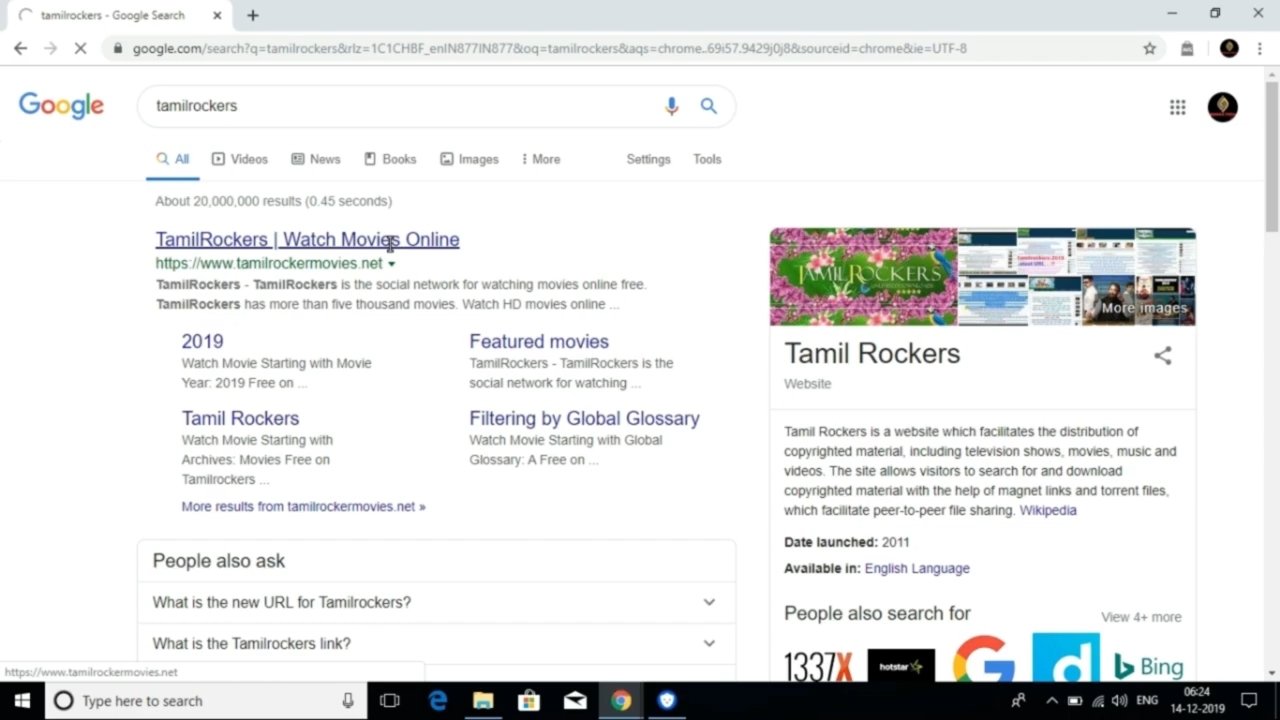 tamilrockers - Google Search
google.com/search?q=tamilrockers&rlz=1C1CHBF_enIN877IN877&oq=tamilrockers&aqs=chrome..69i57.9429j0j8&sourceid=chrome&ie=UTF-8
Google
tamilrockers
All Videos News Books Images More Settings Tools
About 20,000,000 results (0.45 seconds)
TamilRockers | Watch Movies Online
https://www.tamilrockermovies.net
TamilRockers - TamilRockers is the social network for watching movies online free.
TamilRockers has more than five thousand movies. Watch HD movies online ...
2019
Watch Movie Starting with Movie
Year: 2019 Free on ...
Featured movies
TamilRockers - TamilRockers is the
social network for watching ...
Tamil Rockers
Watch Movie Starting with
Archives: Movies Free on
Tamilrockers ...
Filtering by Global Glossary
Watch Movie Starting with Global
Glossary: A Free on ...
More results from tamilrockermovies.net »
People also ask
What is the new URL for Tamilrockers?
What is the Tamilrockers link?
TAMILROCKERS
More images
Tamil Rockers
Website
Tamil Rockers is a website which facilitates the distribution of
copyrighted material, including television shows, movies, music and
videos. The site allows visitors to search for and download
copyrighted material with the help of magnet links and torrent files,
which facilitate peer-to-peer file sharing. Wikipedia
Date launched: 2011
Available in: English Language
People also search for
View 4+ more
1337X hotstar G d Bing
https://www.tamilrockermovies.net
Type here to search
ENG
06:24
14-12-2019